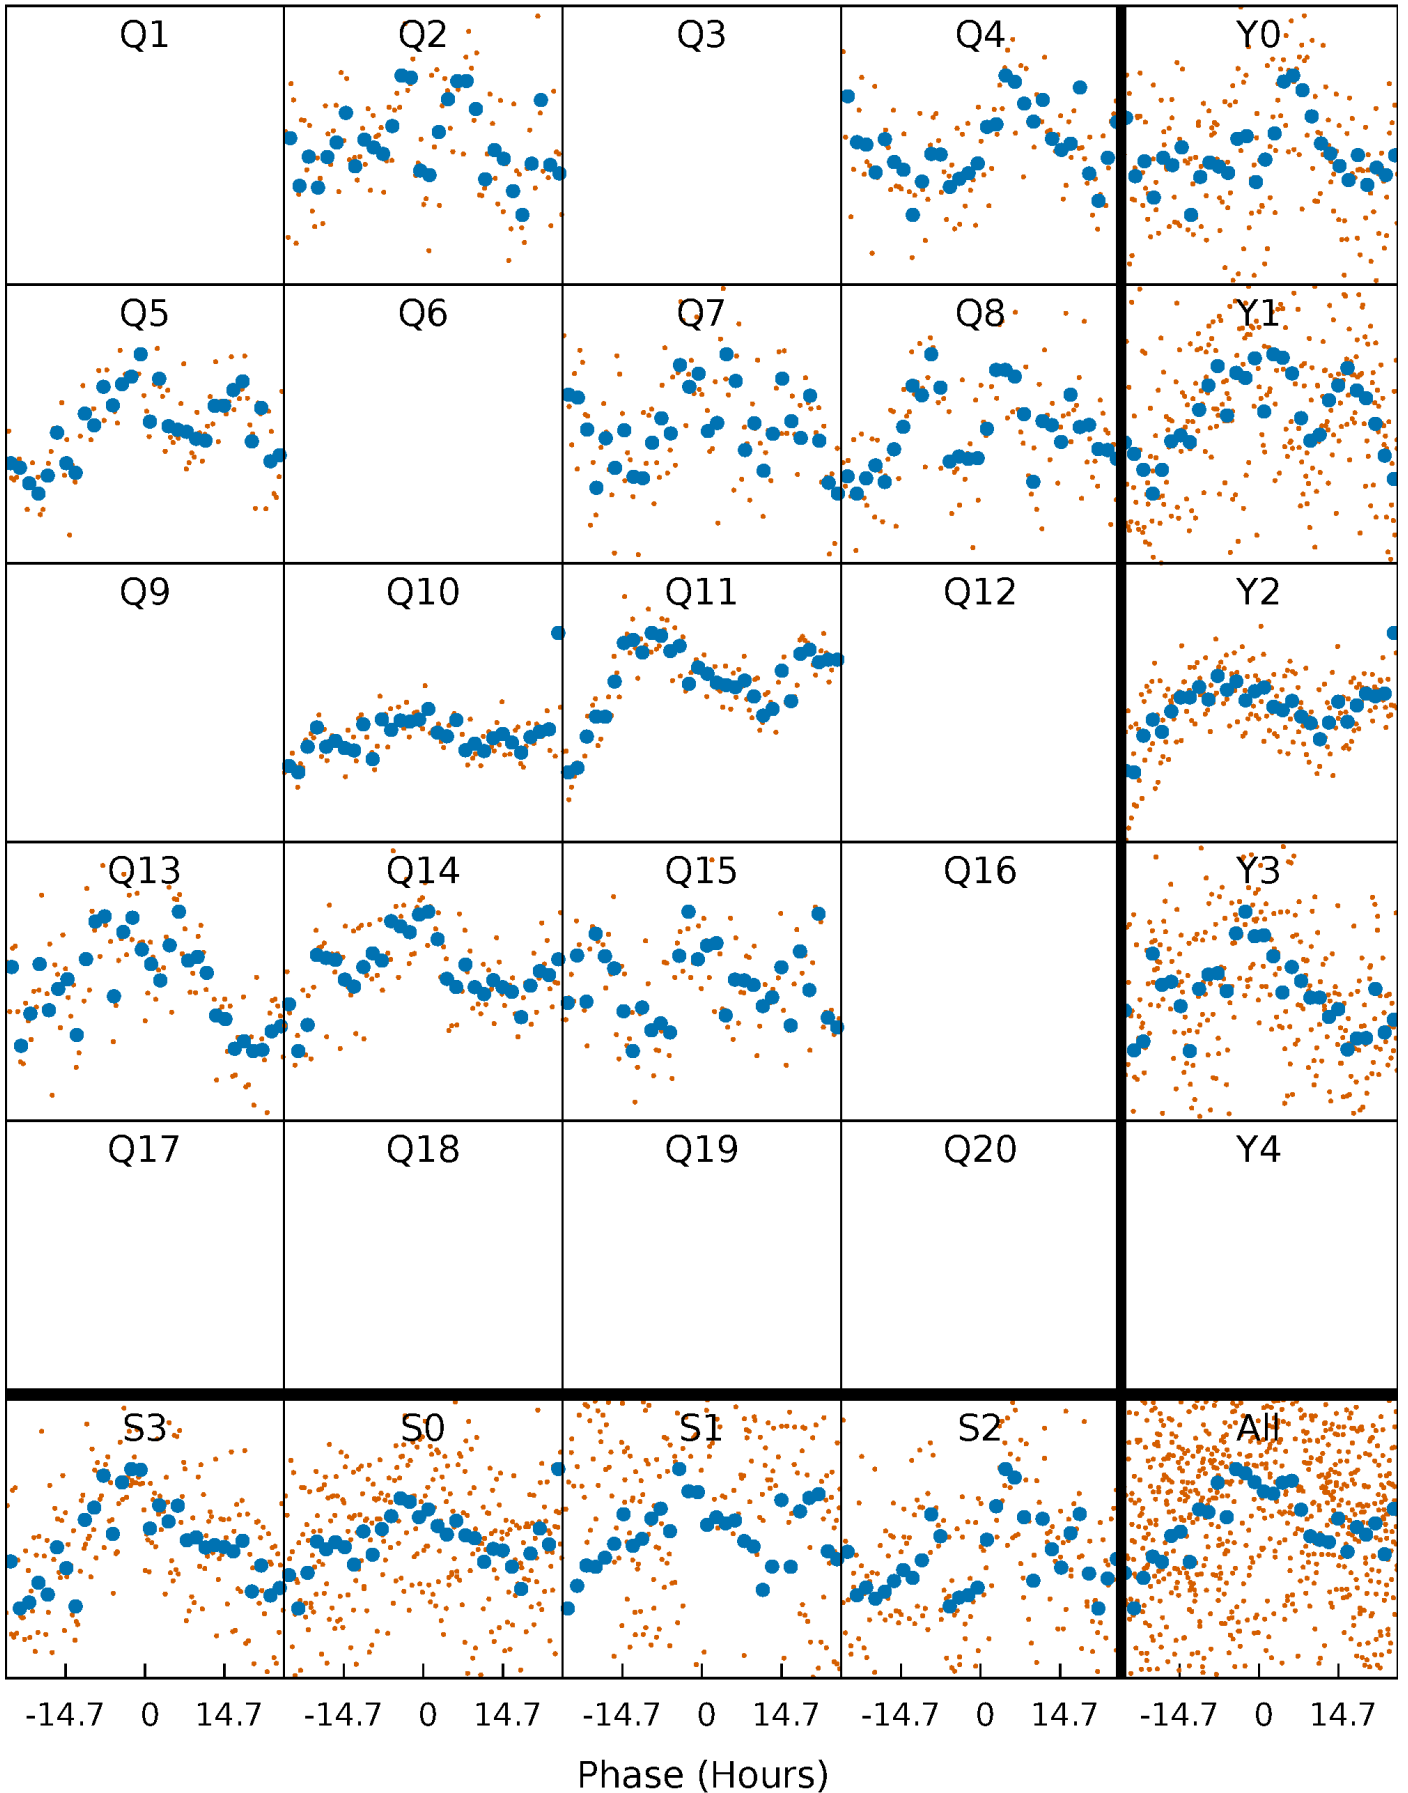 Q1 Q2 Q3 Q4 Y0
Q5 Q6 Q7 Q8 Y1
Q9 Q10 Q11 Q12 Y2
Q13 Q14 Q15 Q16 Y3
Q17 Q18 Q19 Q20 Y4
S3 S0 S1 S2 All
-14.7 0 14.7 -14.7 0 14.7 -14.7 0 14.7 -14.7 0 14.7 -14.7 0 14.7
Phase (Hours)